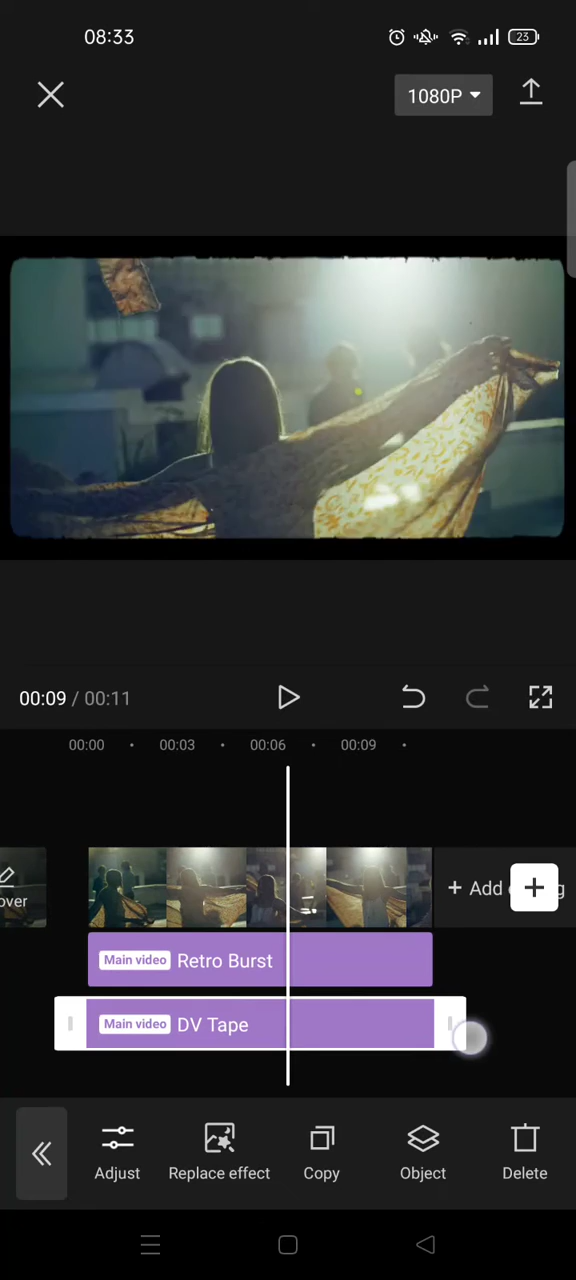 08:33
23
1080P
00:09 / 00:11
00:00
00:03
00:06
00:09
over
+ Add
g
Main video Retro Burst
Main video DV Tape
Adjust
Replace effect
Copy
Object
Delete